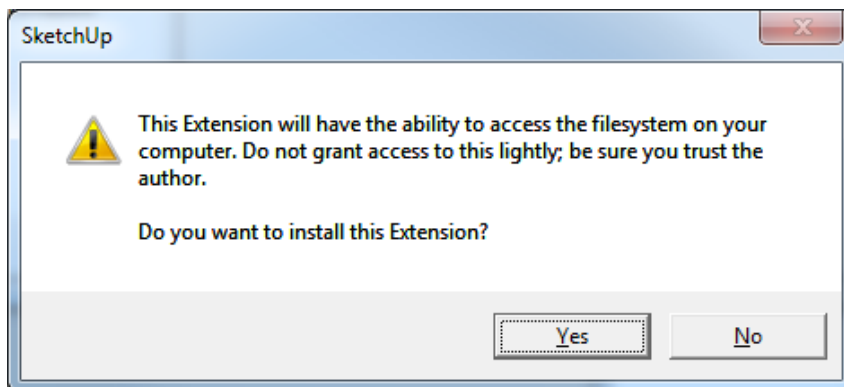 SketchUp
This Extension will have the ability to access the filesystem on your
computer. Do not grant access to this lightly; be sure you trust the
author.
Do you want to install this Extension?
Yes
No